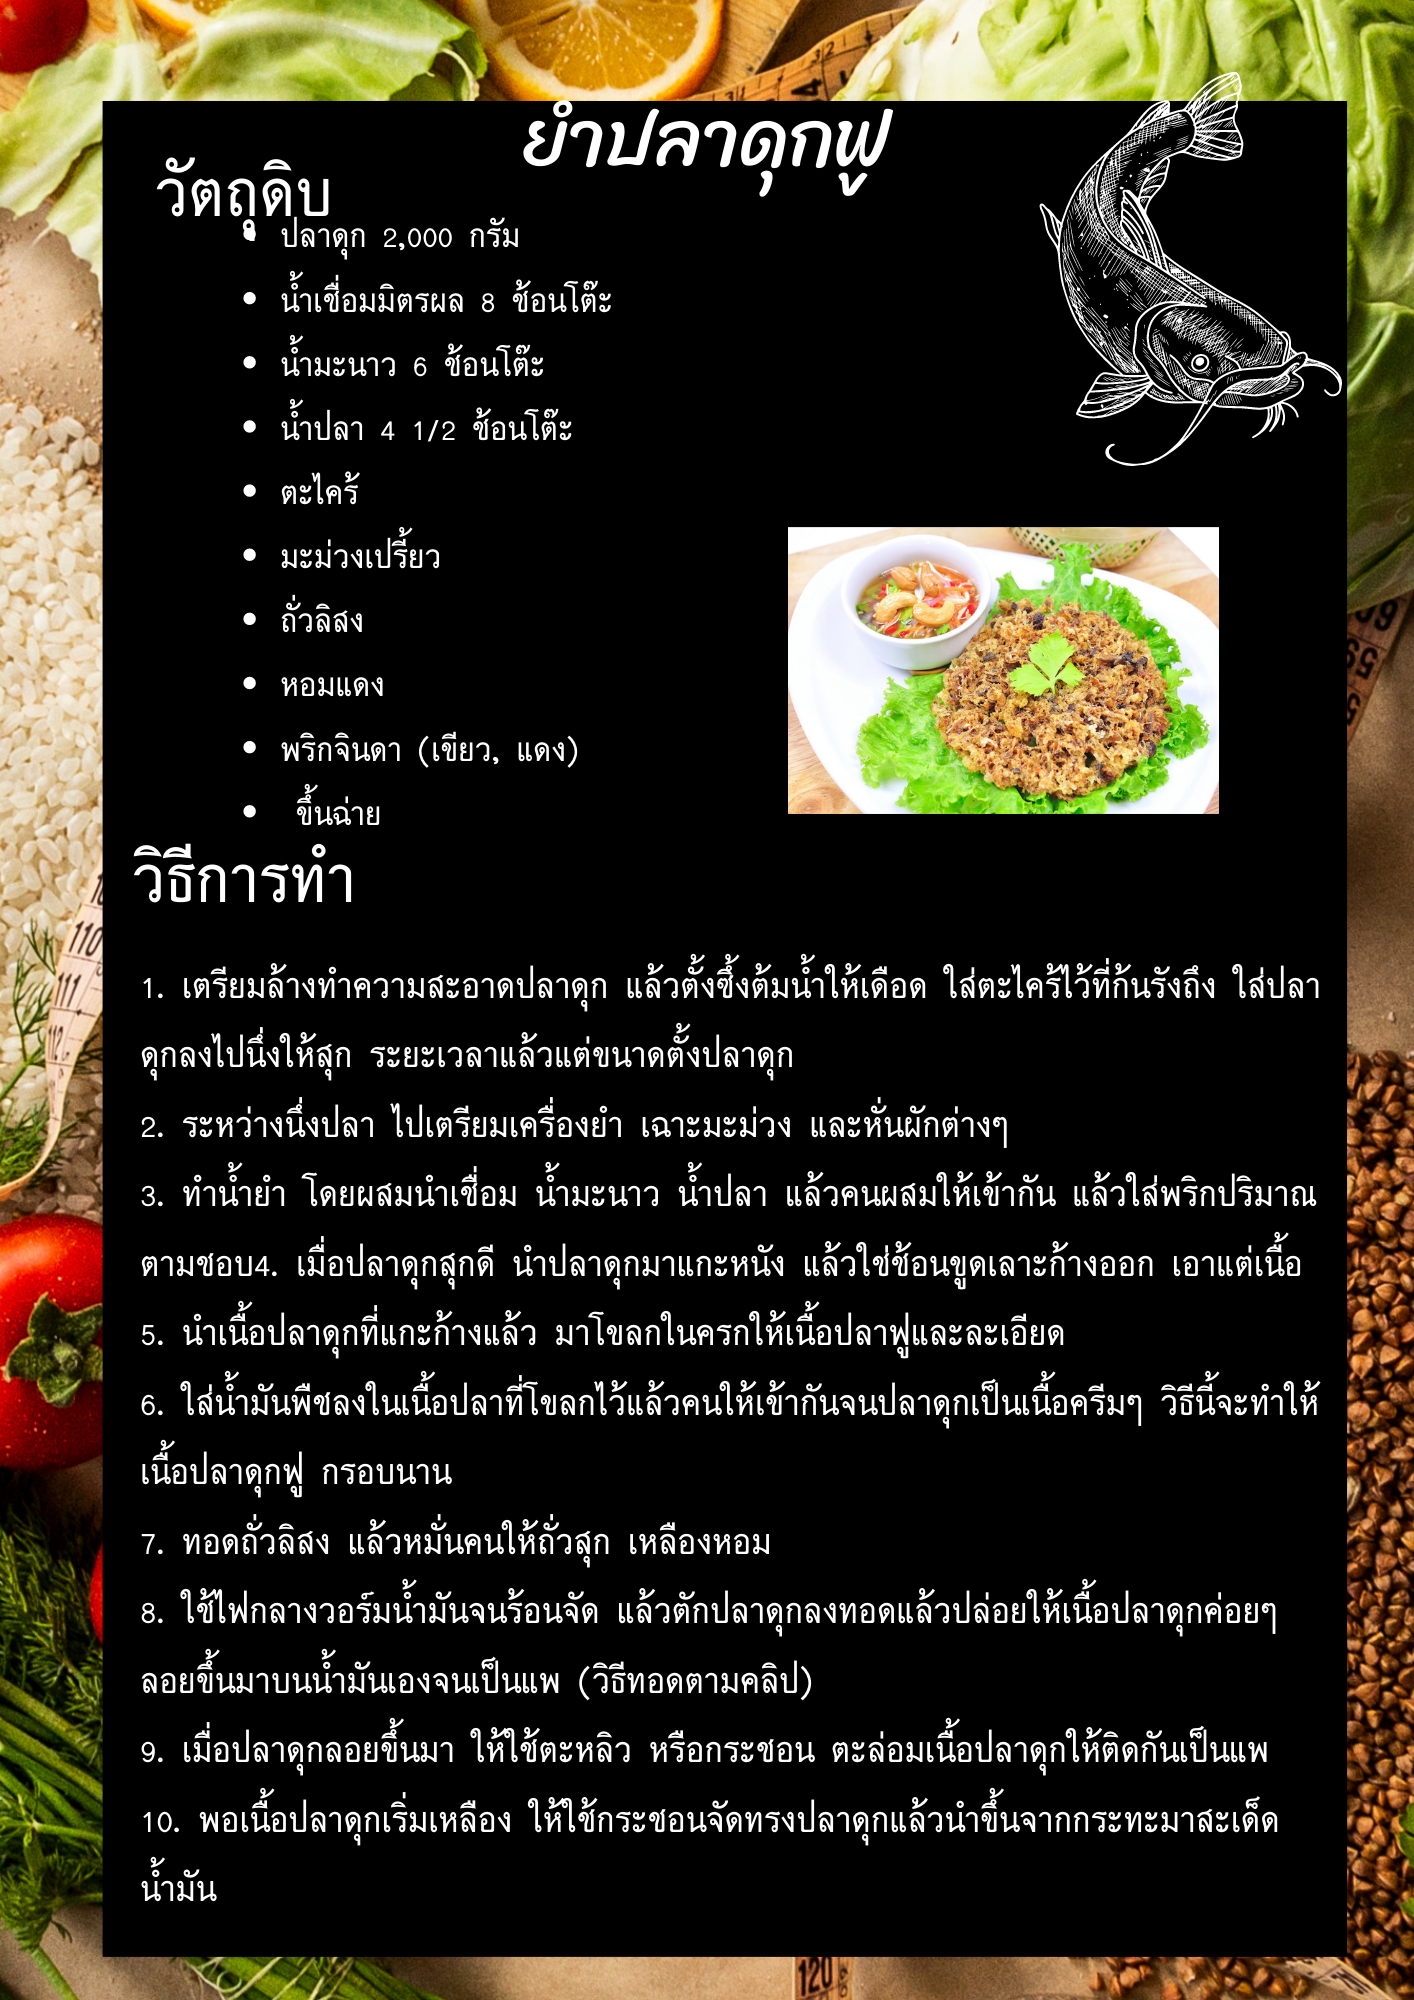 ยำปลาดุกฟู
วัตถุดิบ
• ปลาดุก 2,000 กรัม
• น้ำเชื่อมมิตรผล 8 ช้อนโต๊ะ
• น้ำมะนาว 6 ช้อนโต๊ะ
• น้ำปลา 4 1/2 ช้อนโต๊ะ
• ตะไคร้
• มะม่วงเปรี้ยว
• ถั่วลิสง
• หอมแดง
• พริกจินดา (เขียว, แดง)
• ขึ้นฉ่าย
วิธีการทำ
1. เตรียมล้างทำความสะอาดปลาดุก แล้วตั้งซึ้งต้มน้ำให้เดือด ใส่ตะไคร้ไว้ที่ก้นรังถึง ใส่ปลา
ดุกลงไปนึ่งให้สุก ระยะเวลาแล้วแต่ขนาดตั้งปลาดุก
2. ระหว่างนึ่งปลา ไปเตรียมเครื่องยำ เฉาะมะม่วง และหั่นผักต่างๆ
3. ทำน้ำยำ โดยผสมนำเชื่อม น้ำมะนาว น้ำปลา แล้วคนผสมให้เข้ากัน แล้วใส่พริกปริมาณ
ตามชอบ4. เมื่อปลาดุกสุกดี นำปลาดุกมาแกะหนัง แล้วใช่ช้อนขูดเลาะก้างออก เอาแต่เนื้อ
5. นำเนื้อปลาดุกที่แกะก้างแล้ว มาโขลกในครกให้เนื้อปลาฟูและละเอียด
6. ใส่น้ำมันพืชลงในเนื้อปลาที่โขลกไว้แล้วคนให้เข้ากันจนปลาดุกเป็นเนื้อครีมๆ วิธีนี้จะทำให้
เนื้อปลาดุกฟู กรอบนาน
7. ทอดถั่วลิสง แล้วหมั่นคนให้ถั่วสุก เหลืองหอม
8. ใช้ไฟกลางวอร์มน้ำมันจนร้อนจัด แล้วตักปลาดุกลงทอดแล้วปล่อยให้เนื้อปลาดุกค่อยๆ
ลอยขึ้นมาบนน้ำมันเองจนเป็นแพ (วิธีทอดตามคลิป)
9. เมื่อปลาดุกลอยขึ้นมา ให้ใช้ตะหลิว หรือกระชอน ตะล่อมเนื้อปลาดุกให้ติดกันเป็นแพ
10. พอเนื้อปลาดุกเริ่มเหลือง ให้ใช้กระชอนจัดทรงปลาดุกแล้วนำขึ้นจากกระทะมาสะเด็ด
น้ำมัน
110
111
112
60
59
120